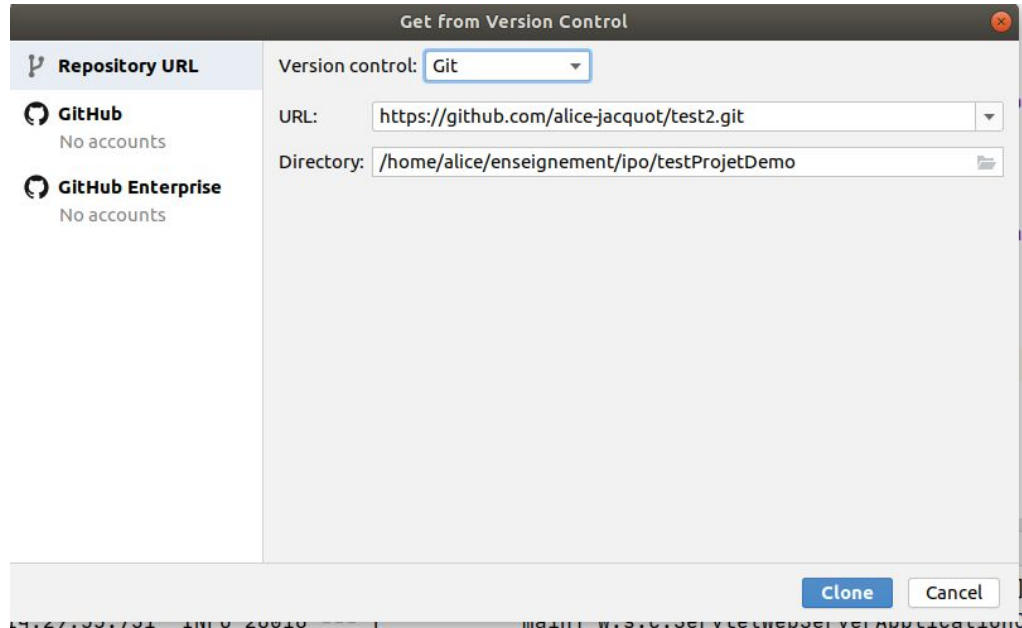 Get from Version Control
Repository URL
Version control: Git
GitHub
No accounts
URL: https://github.com/alice-jacquot/test2.git
Directory: /home/alice/enseignement/ipo/testProjetDemo
GitHub Enterprise
No accounts
Clone
Cancel